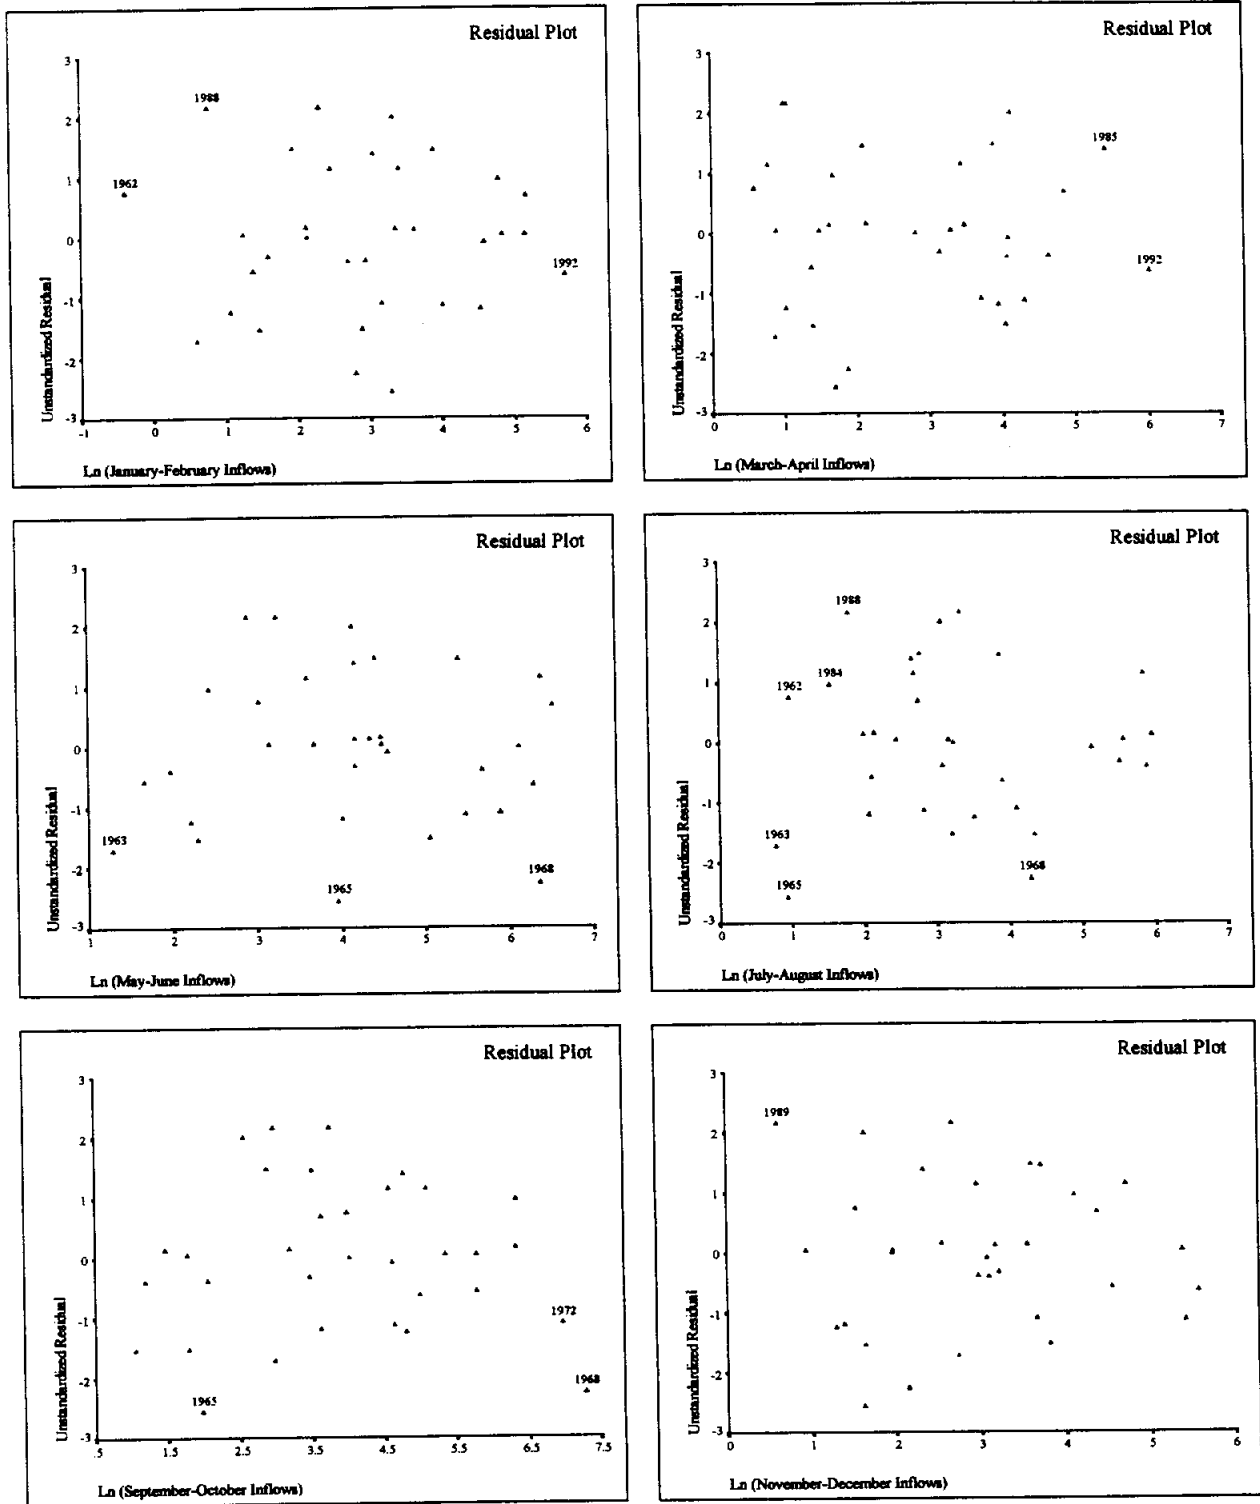 Residual Plot
3
2
1
0
-1
-2
-3
Unstandardized Residual
1988
1962
1992
-1 0 1 2 3 4 5 6
Ln (January-February Inflows)
Residual Plot
3
2
1
0
-1
-2
-3
Unstandardized Residual
1985
1992
0 1 2 3 4 5 6 7
Ln (March-April Inflows)
Residual Plot
3
2
1
0
-1
-2
-3
Unstandardized Residual
1963
1965
1968
1 2 3 4 5 6 7
Ln (May-June Inflows)
Residual Plot
3
2
1
0
-1
-2
-3
Unstandardized Residual
1988
1984
1962
1963
1965
1968
0 1 2 3 4 5 6 7
Ln (July-August Inflows)
Residual Plot
3
2
1
0
-1
-2
-3
Unstandardized Residual
1972
1968
1965
.5 1.5 2.5 3.5 4.5 5.5 6.5 7.5
Ln (September-October Inflows)
Residual Plot
3
2
1
0
-1
-2
-3
Unstandardized Residual
1989
0 1 2 3 4 5 6
Ln (November-December Inflows)